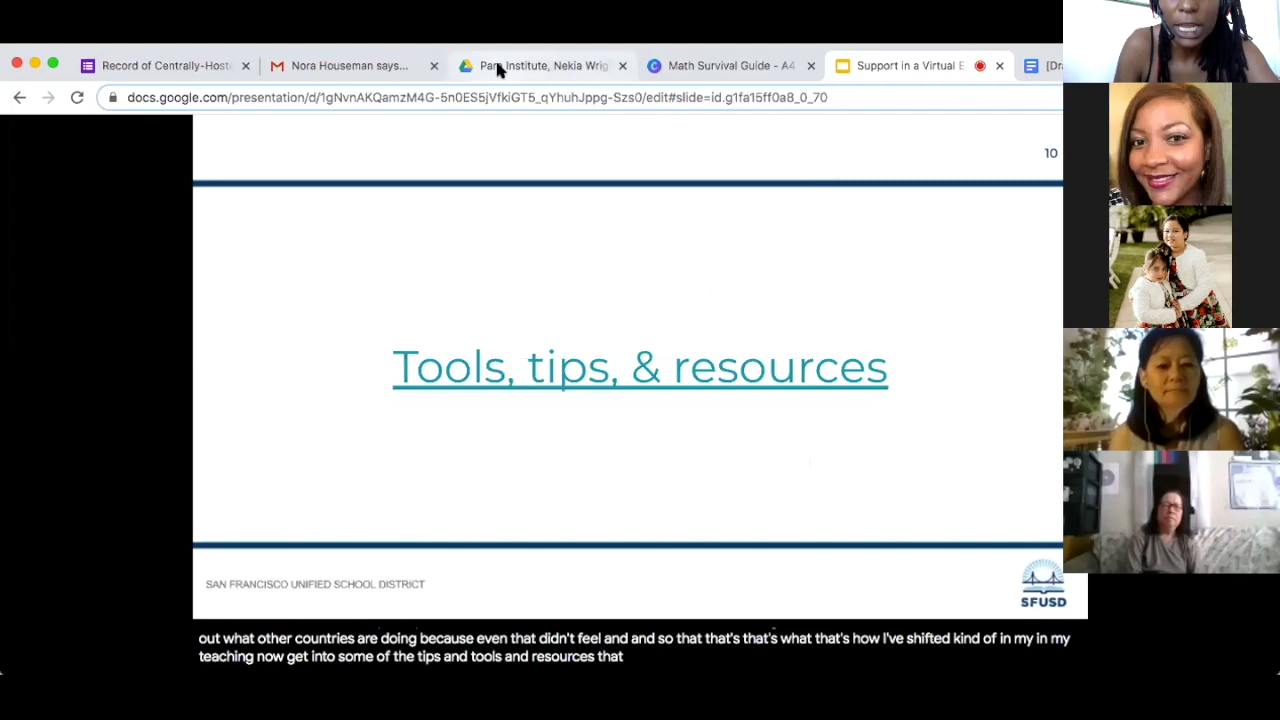 Record of Centrally-Hoste
Nora Houseman says...
Para Institute, Nekia Wrig
Math Survival Guide - A4
Support in a Virtual E
[Dra
docs.google.com/presentation/d/1gNvnAKQamzM4G-5n0ES5jVfkiGT5_qYhuhJppg-Szs0/edit#slide=id.g1fa15ff0a8_0_70
10
Tools, tips, & resources
SAN FRANCISCO UNIFIED SCHOOL DISTRICT
SFUSD
out what other countries are doing because even that didn't feel and and so that that's that's what that's how I've shifted kind of in my in my
teaching now get into some of the tips and tools and resources that